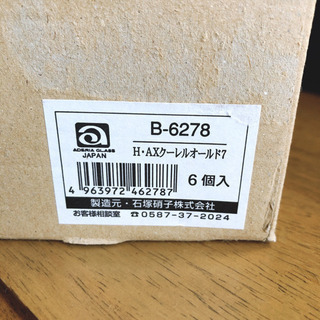 ADERIA GLASS
JAPAN
B-6278
H・AXクーレルオールド7
6個入
4 963972 462787
製造元・石塚硝子株式会社
お客様相談室 ☎0587-37-2024